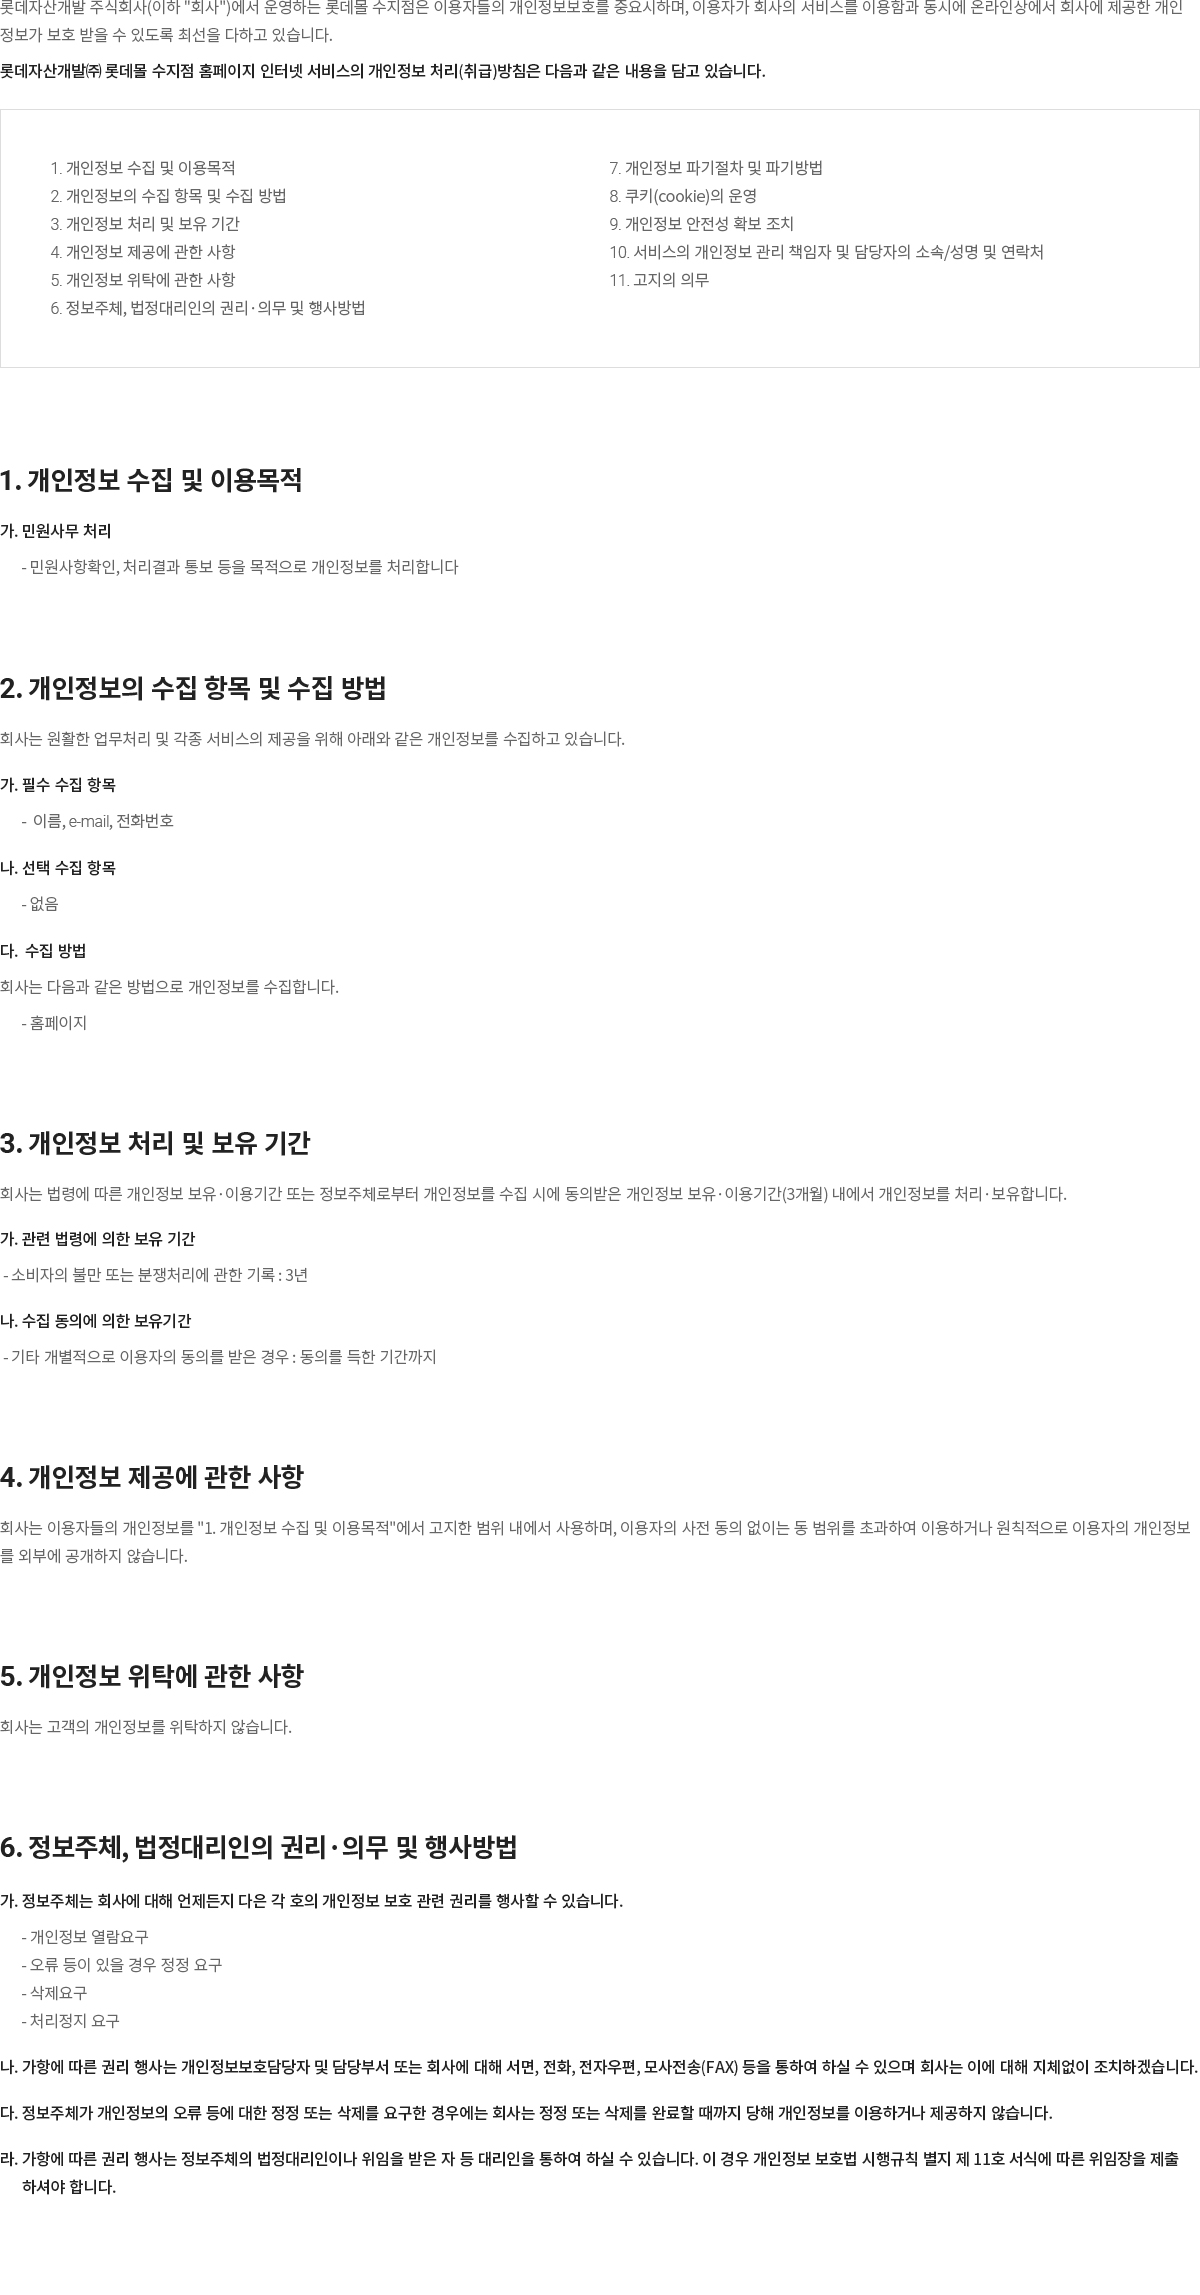 롯데자산개발 주식회사(이하 "회사")에서 운영하는 롯데몰 수지점은 이용자들의 개인정보보호를 중요시하며, 이용자가 회사의 서비스를 이용함과 동시에 온라인상에서 회사에 제공한 개인
정보가 보호 받을 수 있도록 최선을 다하고 있습니다.
롯데자산개발㈜ 롯데몰 수지점 홈페이지 인터넷 서비스의 개인정보 처리(취급)방침은 다음과 같은 내용을 담고 있습니다.
1. 개인정보 수집 및 이용목적
2. 개인정보의 수집 항목 및 수집 방법
3. 개인정보 처리 및 보유 기간
4. 개인정보 제공에 관한 사항
5. 개인정보 위탁에 관한 사항
6. 정보주체, 법정대리인의 권리·의무 및 행사방법
7. 개인정보 파기절차 및 파기방법
8. 쿠키(cookie)의 운영
9. 개인정보 안전성 확보 조치
10. 서비스의 개인정보 관리 책임자 및 담당자의 소속/성명 및 연락처
11. 고지의 의무
1. 개인정보 수집 및 이용목적
가. 민원사무 처리
- 민원사항확인, 처리결과 통보 등을 목적으로 개인정보를 처리합니다
2. 개인정보의 수집 항목 및 수집 방법
회사는 원활한 업무처리 및 각종 서비스의 제공을 위해 아래와 같은 개인정보를 수집하고 있습니다.
가. 필수 수집 항목
- 이름, e-mail, 전화번호
나. 선택 수집 항목
- 없음
다. 수집 방법
회사는 다음과 같은 방법으로 개인정보를 수집합니다.
- 홈페이지
3. 개인정보 처리 및 보유 기간
회사는 법령에 따른 개인정보 보유·이용기간 또는 정보주체로부터 개인정보를 수집 시에 동의받은 개인정보 보유·이용기간(3개월) 내에서 개인정보를 처리·보유합니다.
가. 관련 법령에 의한 보유 기간
- 소비자의 불만 또는 분쟁처리에 관한 기록 : 3년
나. 수집 동의에 의한 보유기간
- 기타 개별적으로 이용자의 동의를 받은 경우 : 동의를 득한 기간까지
4. 개인정보 제공에 관한 사항
회사는 이용자들의 개인정보를 "1. 개인정보 수집 및 이용목적"에서 고지한 범위 내에서 사용하며, 이용자의 사전 동의 없이는 동 범위를 초과하여 이용하거나 원칙적으로 이용자의 개인정보
를 외부에 공개하지 않습니다.
5. 개인정보 위탁에 관한 사항
회사는 고객의 개인정보를 위탁하지 않습니다.
6. 정보주체, 법정대리인의 권리·의무 및 행사방법
가. 정보주체는 회사에 대해 언제든지 다은 각 호의 개인정보 보호 관련 권리를 행사할 수 있습니다.
- 개인정보 열람요구
- 오류 등이 있을 경우 정정 요구
- 삭제요구
- 처리정지 요구
나. 가항에 따른 권리 행사는 개인정보보호담당자 및 담당부서 또는 회사에 대해 서면, 전화, 전자우편, 모사전송(FAX) 등을 통하여 하실 수 있으며 회사는 이에 대해 지체없이 조치하겠습니다.
다. 정보주체가 개인정보의 오류 등에 대한 정정 또는 삭제를 요구한 경우에는 회사는 정정 또는 삭제를 완료할 때까지 당해 개인정보를 이용하거나 제공하지 않습니다.
라. 가항에 따른 권리 행사는 정보주체의 법정대리인이나 위임을 받은 자 등 대리인을 통하여 하실 수 있습니다. 이 경우 개인정보 보호법 시행규칙 별지 제 11호 서식에 따른 위임장을 제출
하셔야 합니다.